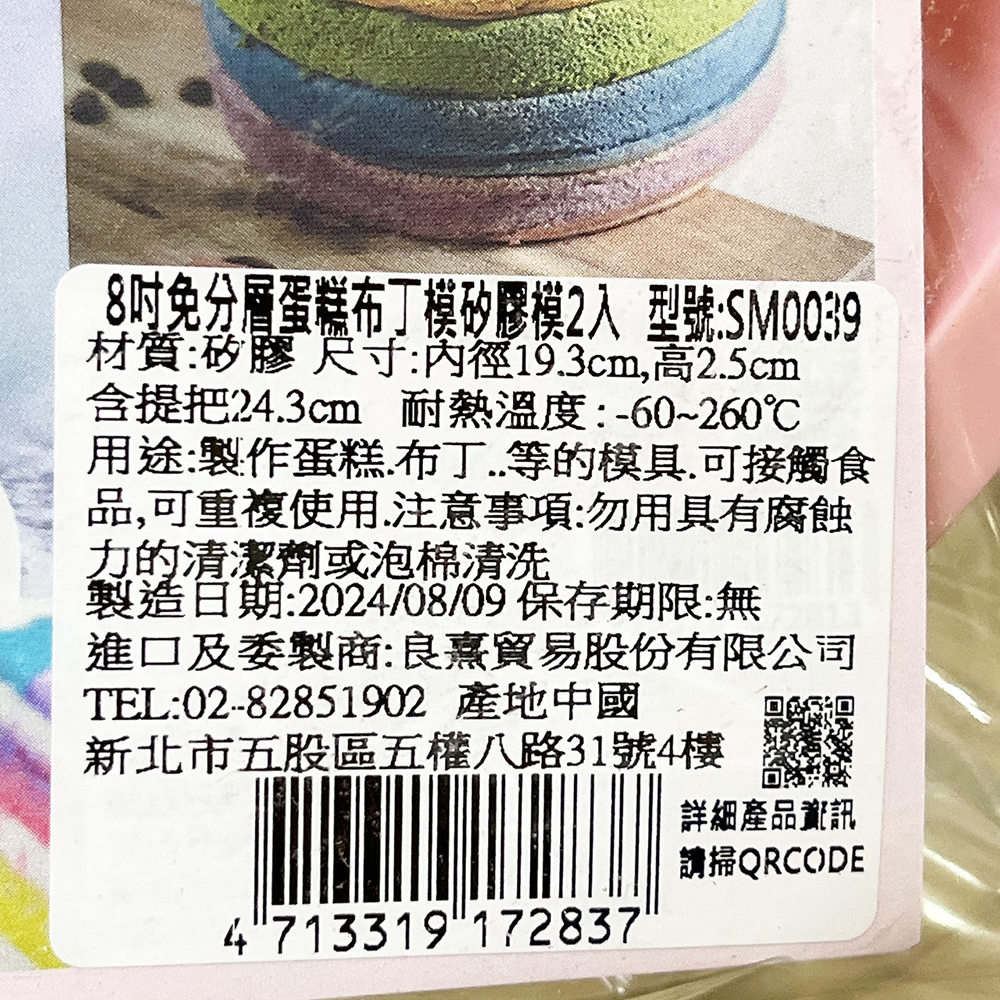 8吋免分層蛋糕布丁模矽膠模2入 型號:SM0039
材質:矽膠 尺寸:內徑19.3cm,高2.5cm
含提把24.3cm 耐熱溫度:-60~260℃
用途:製作蛋糕.布丁..等的模具.可接觸食
品,可重複使用.注意事項:勿用具有腐蝕
力的清潔劑或泡棉清洗
製造日期:2024/08/09 保存期限:無
進口及委製商:良熹貿易股份有限公司
TEL:02-82851902 產地中國
新北市五股區五權八路31號4樓
詳細產品資訊
請掃QRCODE
4 713319 172837